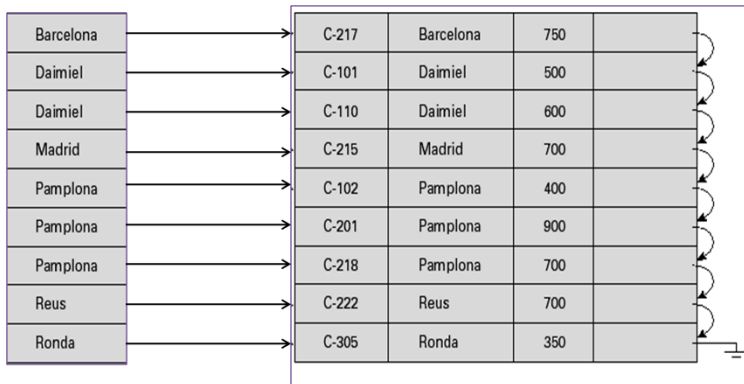 Barcelona C-217 Barcelona 750
Daimiel C-101 Daimiel 500
Daimiel C-110 Daimiel 600
Madrid C-215 Madrid 700
Pamplona C-102 Pamplona 400
Pamplona C-201 Pamplona 900
Pamplona C-218 Pamplona 700
Reus C-222 Reus 700
Ronda C-305 Ronda 350